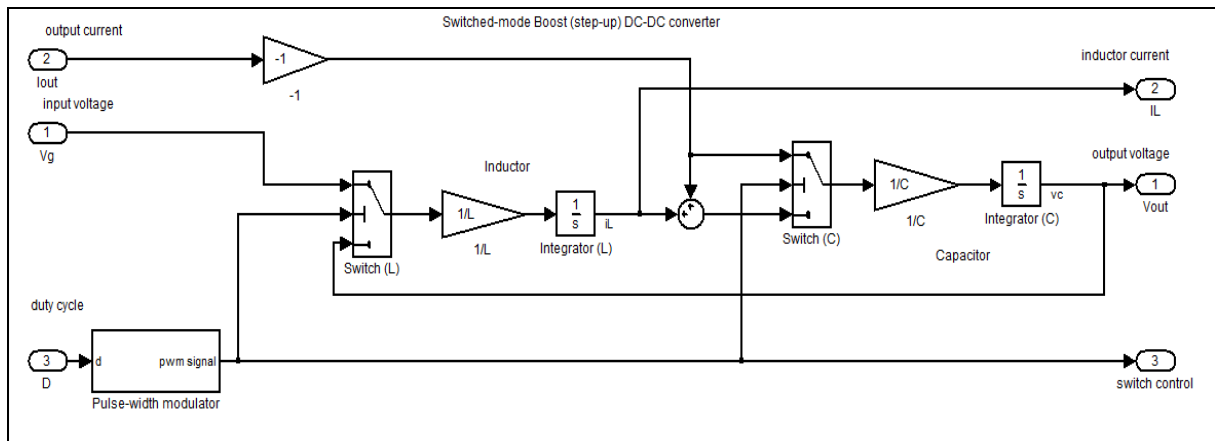 Switched-mode Boost (step-up) DC-DC converter
output current
2
Iout
-1
-1
inductor current
2
IL
input voltage
1
Vg
Inductor
1/L
1/L
1
s
Integrator (L)
iL
Switch (L)
++
Switch (C)
1/C
1/C
1
s
Integrator (C)
vc
Capacitor
output voltage
1
Vout
duty cycle
3
D
d
pwm signal
Pulse-width modulator
3
switch control